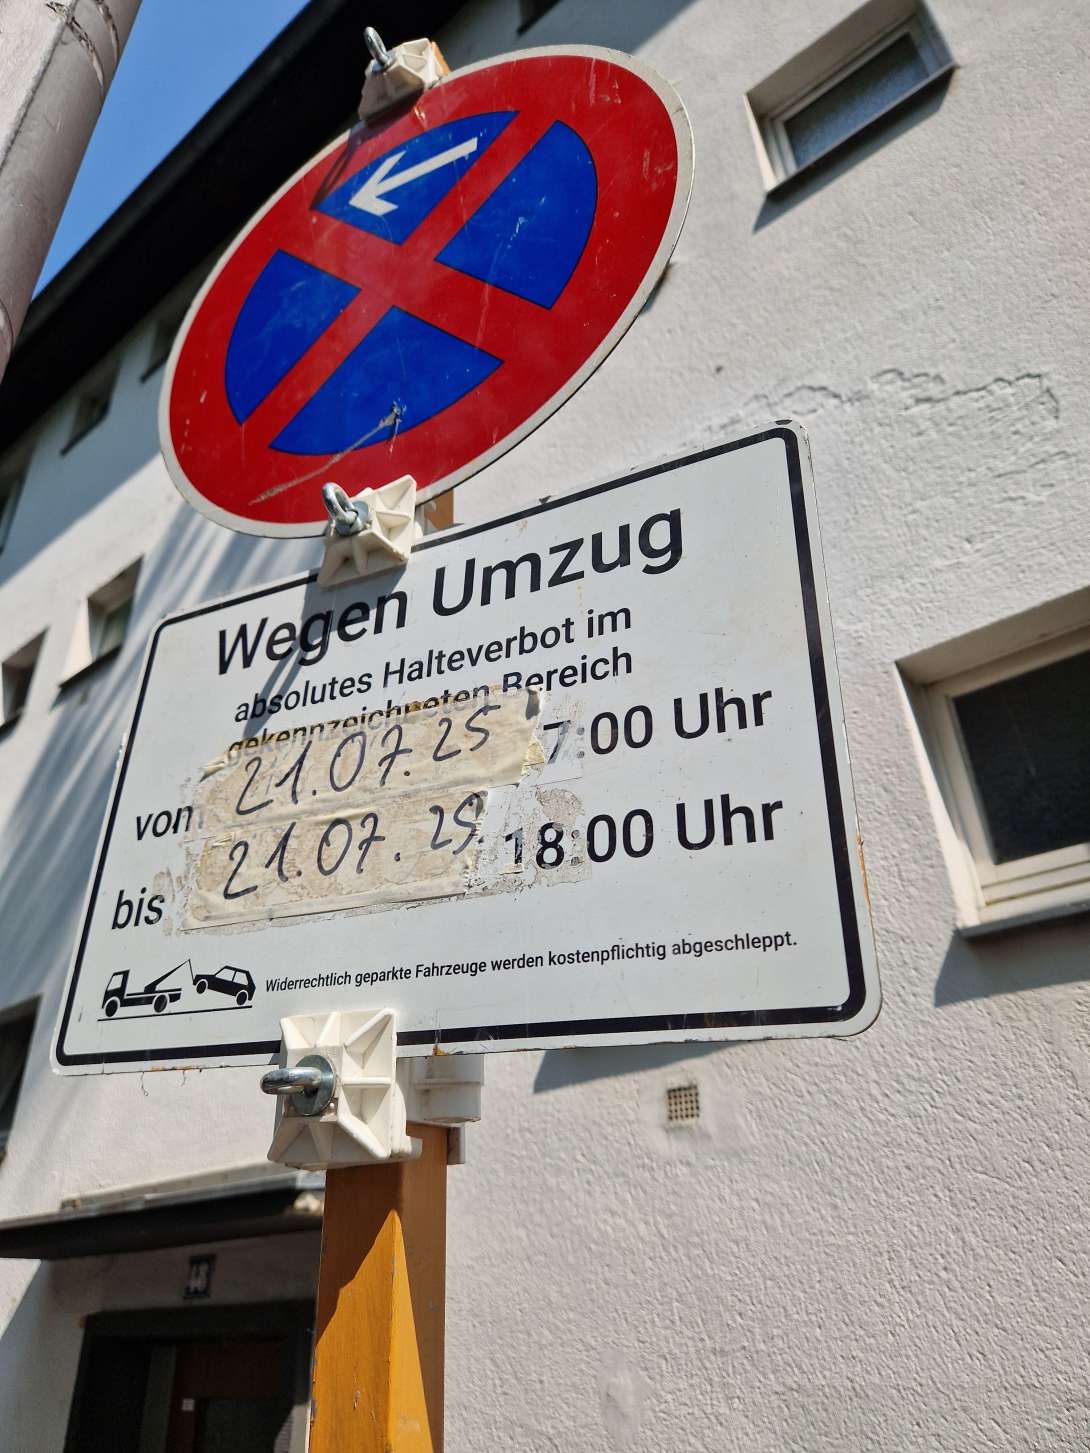 Wegen Umzug
absolutes Halteverbot im
gekennzeichneten Bereich
von 21.07.25 7:00 Uhr
bis 21.07.25 18:00 Uhr
Widerrechtlich geparkte Fahrzeuge werden kostenpflichtig abgeschleppt.